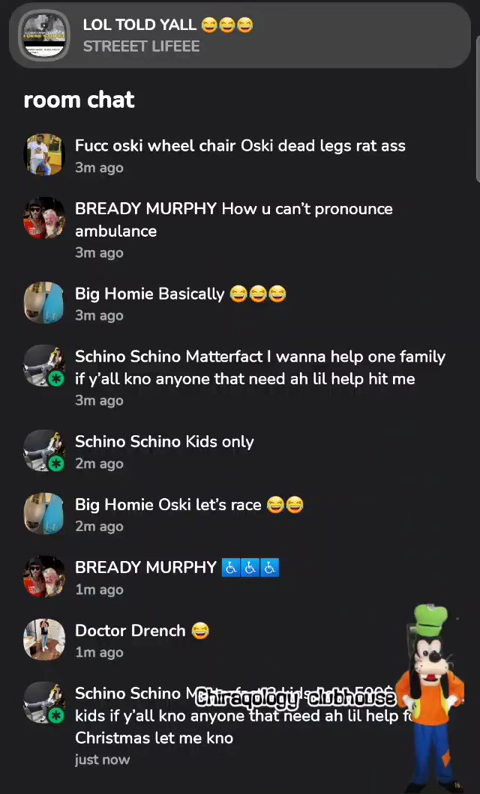 LOL TOLD YALL 😂😂😂
STREEET LIFEEE
room chat
Fucc oski wheel chair Oski dead legs rat ass
3m ago
BREADY MURPHY How u can't pronounce
ambulance
3m ago
Big Homie Basically 😂😂😂
3m ago
Schino Schino Matterfact I wanna help one family
if y'all kno anyone that need ah lil help hit me
3m ago
Schino Schino Kids only
2m ago
Big Homie Oski let's race 😂😂
2m ago
BREADY MURPHY ♿♿♿
1m ago
Doctor Drench 😂
1m ago
Schino Schino
Chiraqology clubhouse
kids if y'all kno anyone that need ah lil help
Christmas let me kno
just now